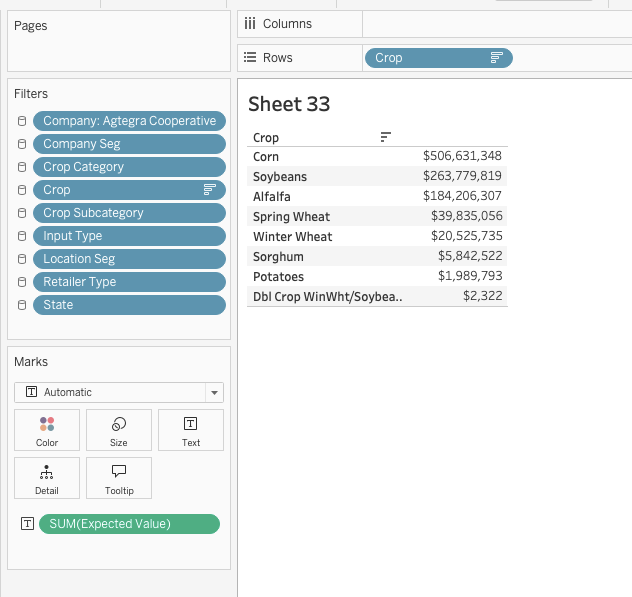 Pages
Columns
Rows
Crop
Filters
Company: Agtegra Cooperative
Company Seg
Crop Category
Crop
Crop Subcategory
Input Type
Location Seg
Retailer Type
State
Marks
T Automatic
Color Size T Text
Detail Tooltip
T SUM(Expected Value)
Sheet 33
Crop
Corn $506,631,348
Soybeans $263,779,819
Alfalfa $184,206,307
Spring Wheat $39,835,056
Winter Wheat $20,525,735
Sorghum $5,842,522
Potatoes $1,989,793
Dbl Crop WinWht/Soybea.. $2,322